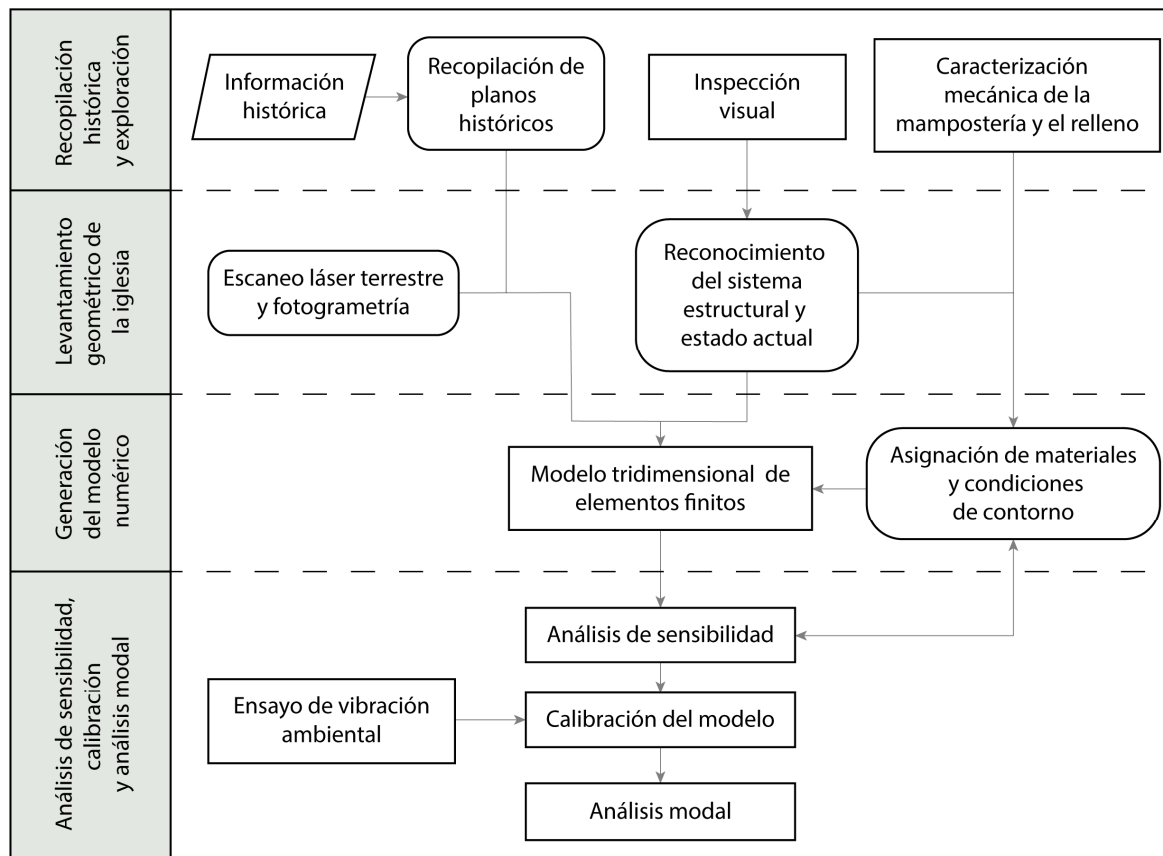 Recopilación
histórica
y exploración
Información
histórica
Recopilación de
planos
históricos
Inspección
visual
Caracterización
mecánica de la
mampostería y el relleno
Levantamiento
geométrico de
la iglesia
Escaneo láser terrestre
y fotogrametría
Reconocimiento
del sistema
estructural y
estado actual
Generación
del modelo
numérico
Modelo tridimensional de
elementos finitos
Asignación de materiales
y condiciones
de contorno
Análisis de sensibilidad,
calibración
y análisis modal
Análisis de sensibilidad
Ensayo de vibración
ambiental
Calibración del modelo
Análisis modal